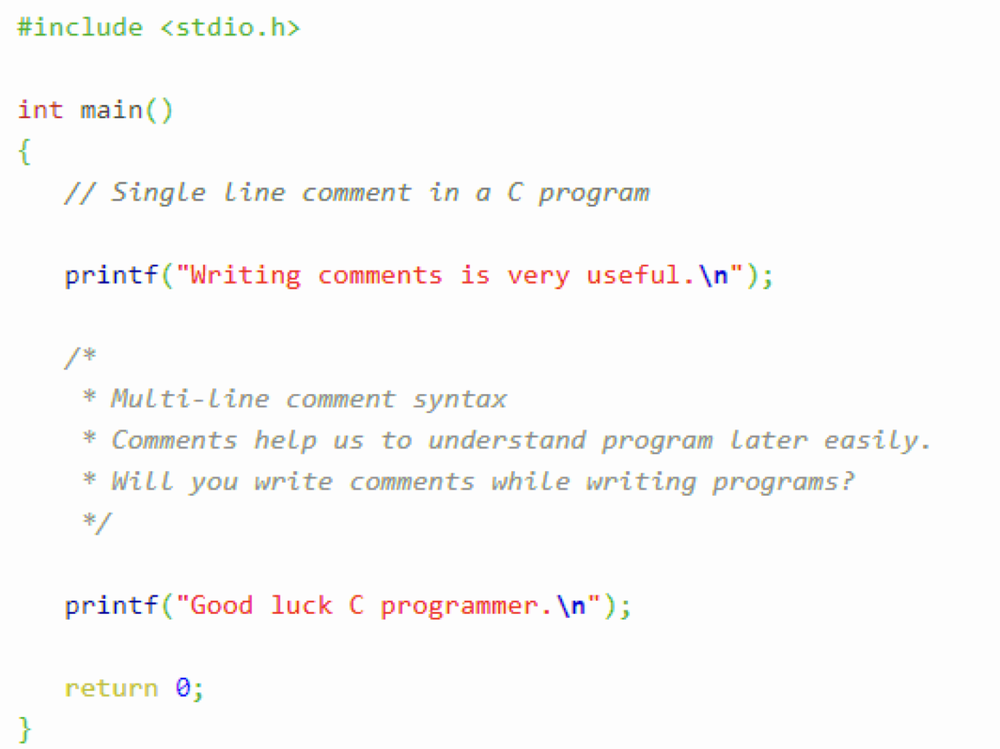 #include <stdio.h>
int main()
{
// Single line comment in a C program
printf("Writing comments is very useful.\n");
/*
* Multi-line comment syntax
* Comments help us to understand program later easily.
* Will you write comments while writing programs?
*/
printf("Good luck C programmer.\n");
return 0;
}